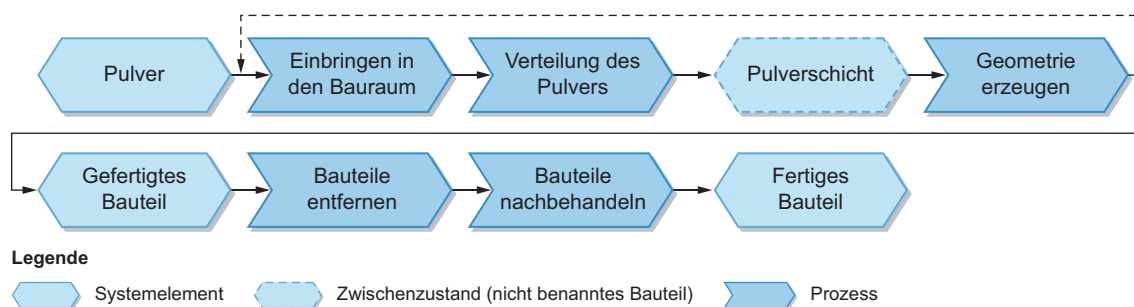 Pulver
Einbringen in
den Bauraum
Verteilung des
Pulvers
Pulverschicht
Geometrie
erzeugen
Gefertigtes
Bauteil
Bauteile
entfernen
Bauteile
nachbehandeln
Fertiges
Bauteil
Legende
Systemelement
Zwischenzustand (nicht benanntes Bauteil)
Prozess